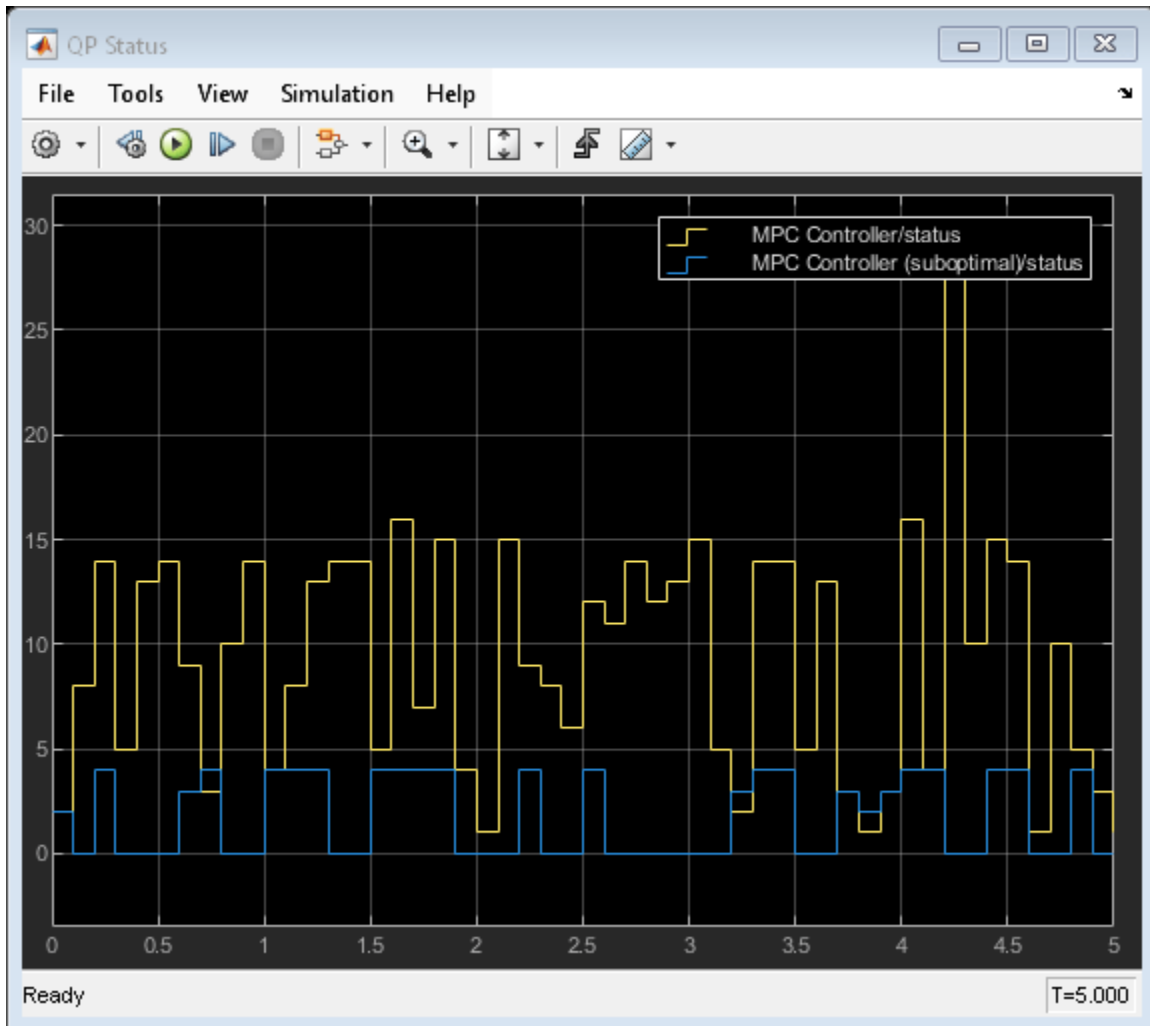 QP Status
File Tools View Simulation Help
MPC Controller/status
MPC Controller (suboptimal)/status
30
25
20
15
10
5
0
0 0.5 1 1.5 2 2.5 3 3.5 4 4.5 5
Ready T=5.000